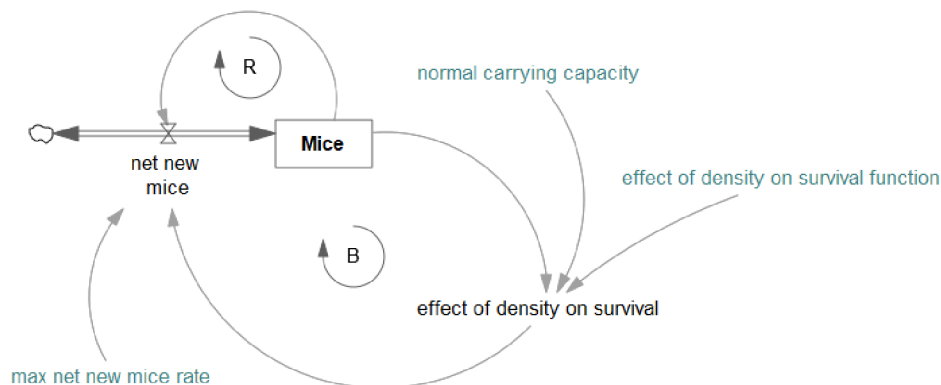 R
normal carrying capacity
Mice
net new
mice
effect of density on survival function
B
effect of density on survival
max net new mice rate